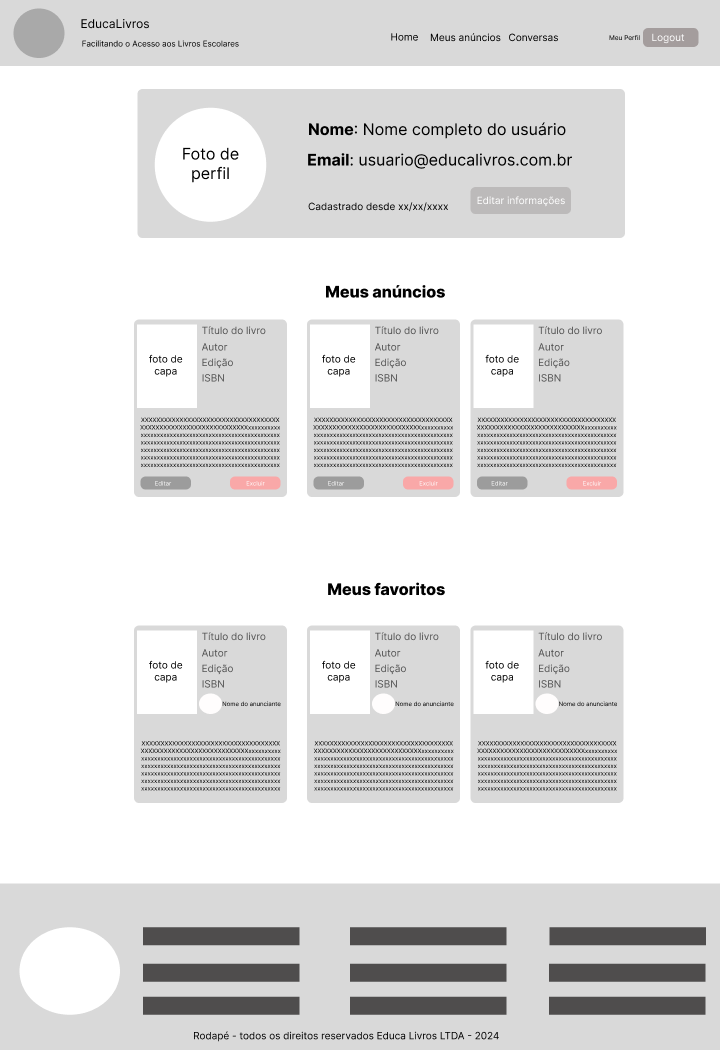 EducaLivros
Facilitando o Acesso aos Livros Escolares
Home Meus anúncios Conversas
Meu Perfil Logout
Foto de
perfil
Nome: Nome completo do usuário
Email: usuario@educalivros.com.br
Cadastrado desde xx/xx/xxxx
Editar informações
Meus anúncios
foto de
capa
Título do livro
Autor
Edição
ISBN
Editar Excluir
foto de
capa
Título do livro
Autor
Edição
ISBN
Editar Excluir
foto de
capa
Título do livro
Autor
Edição
ISBN
Editar Excluir
Meus favoritos
foto de
capa
Título do livro
Autor
Edição
ISBN
Nome do anunciante
foto de
capa
Título do livro
Autor
Edição
ISBN
Nome do anunciante
foto de
capa
Título do livro
Autor
Edição
ISBN
Nome do anunciante
Rodapé - todos os direitos reservados Educa Livros LTDA - 2024